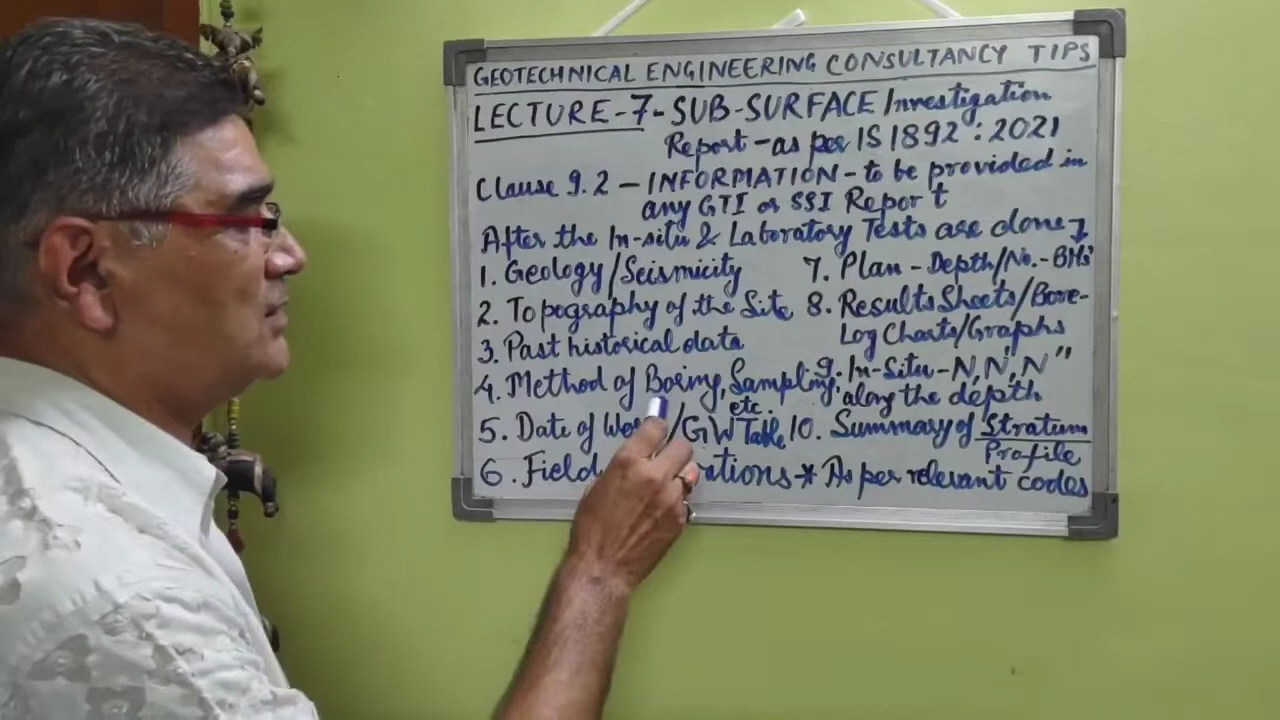 GEOTECHNICAL ENGINEERING CONSULTANCY TIPS
LECTURE-7-SUB-SURFACE Investigation
Report-as per IS 1892:2021
Clause 9.2 - INFORMATION - to be provided in
any GTI or SSI Report
After the In-situ & Laboratory Tests are done
1. Geology/Seismicity
2. Topography of the Site
3. Past historical data
4. Method of Boring, Sampling, etc.
5. Date of /GW Table
6. Field
7. Plan - Depth/No.-BHs'
8. Results Sheets/Bore-
Log Charts/Graphs
9. In-Situ - N, N', N"
along the depth
10. Summary of Stratum
Profile
* As per relevant codes